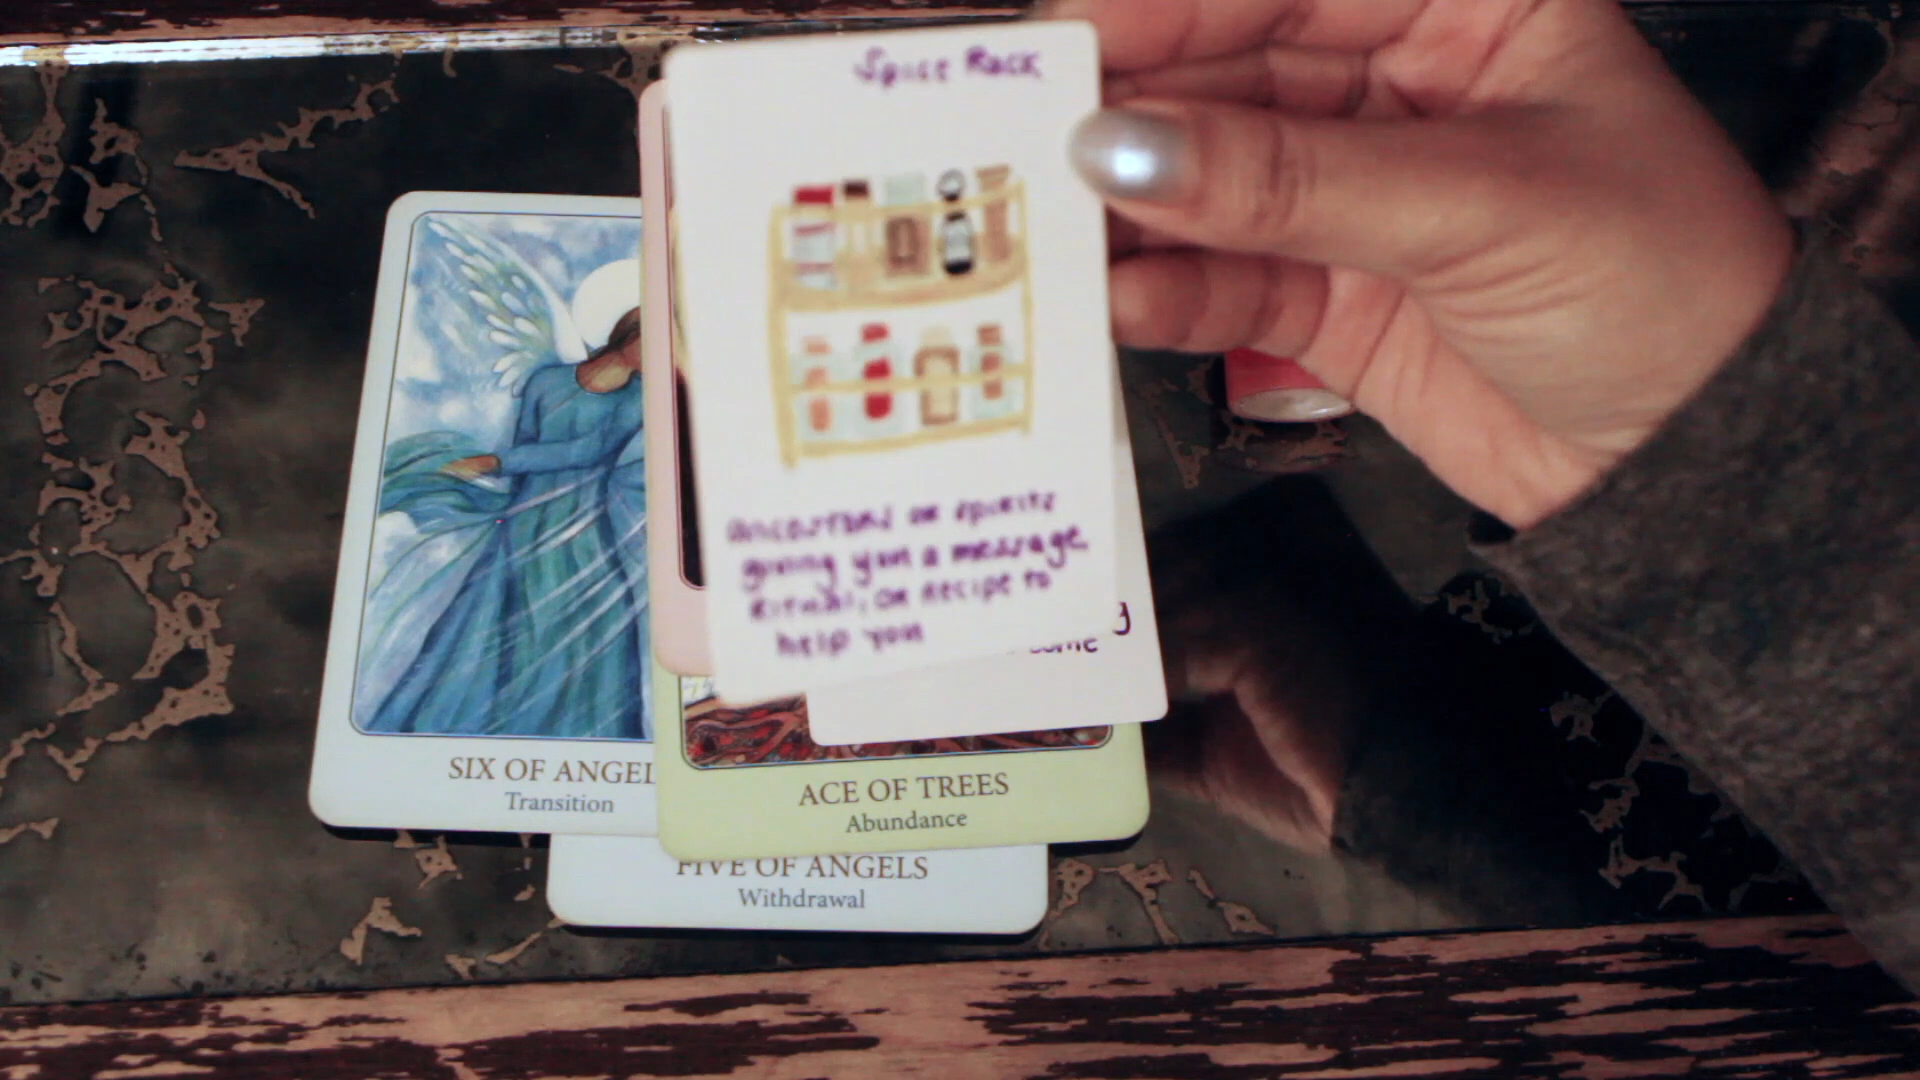 Spice Rack
Ancestors or spirits
giving you a message,
Ritual, or Recipe to
help you
SIX OF ANGEL
Transition
ACE OF TREES
Abundance
FIVE OF ANGELS
Withdrawal